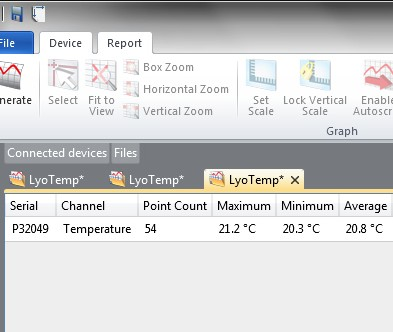 File Device Report
nerate Select Fit to View Box Zoom Horizontal Zoom Vertical Zoom Set Scale Lock Vertical Scale Enable Autoscr
Graph
Connected devices Files
LyoTemp* LyoTemp* LyoTemp* ×
Serial Channel Point Count Maximum Minimum Average
P32049 Temperature 54 21.2 °C 20.3 °C 20.8 °C